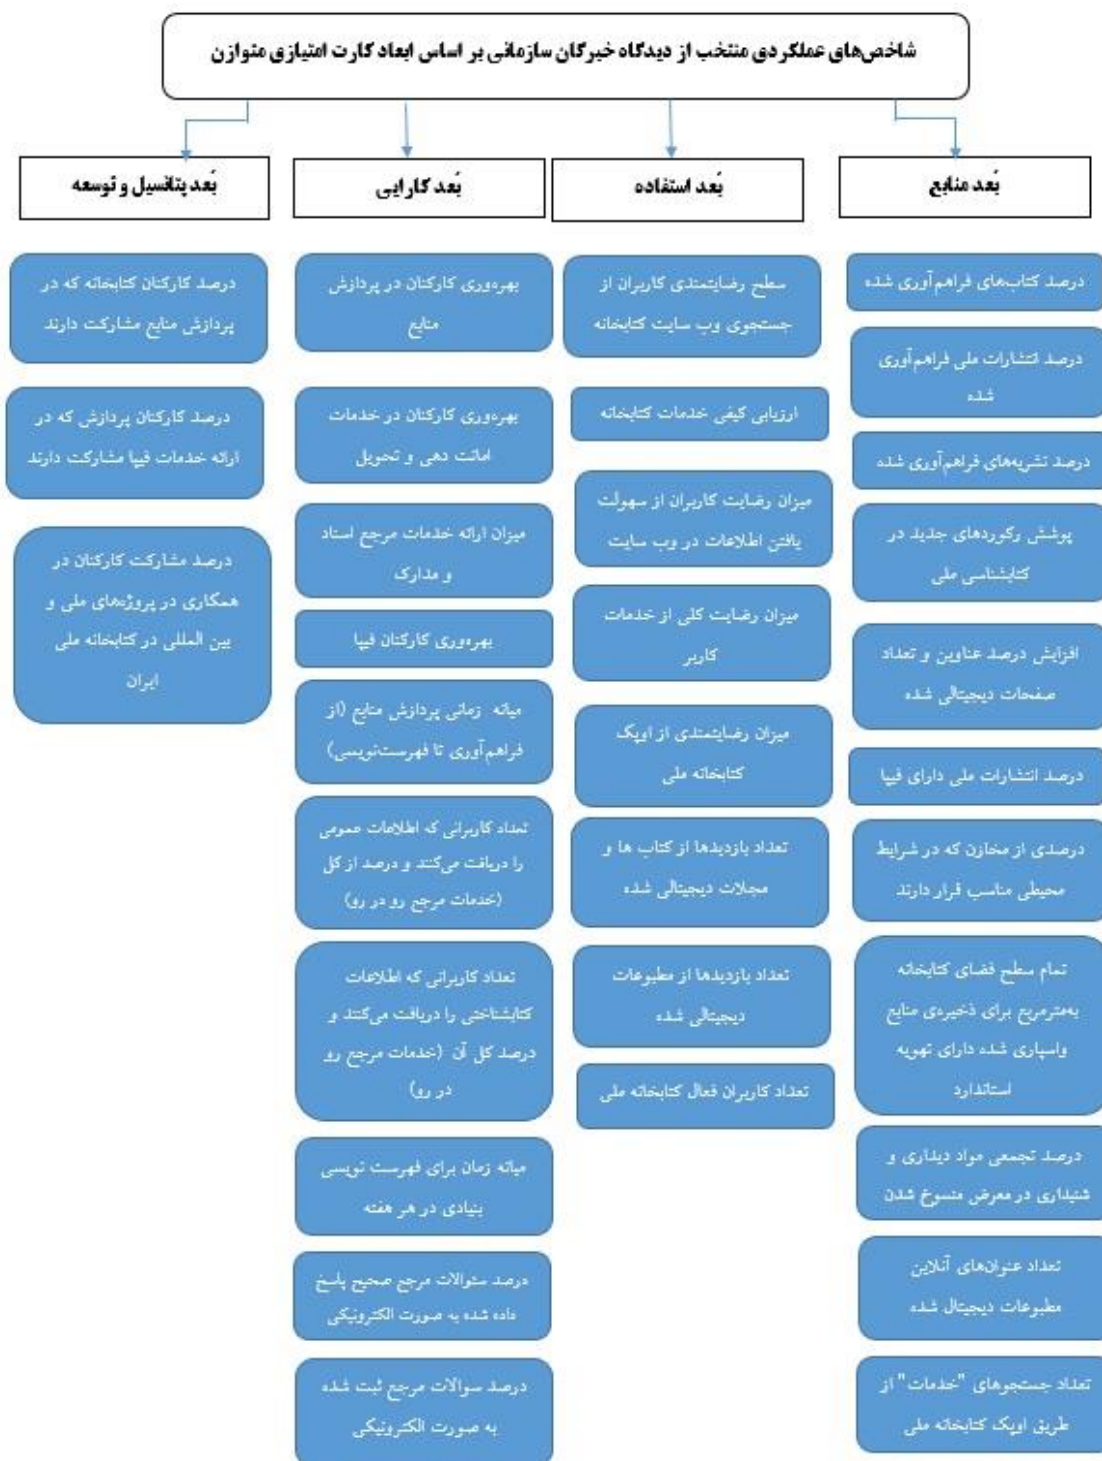 شاخص‌های عملکردی منتخب از دیدگاه خبرگان سازمانی بر اساس ابعاد کارت امتیازی متوازن
بُعد منابع
درصد کتاب‌های فراهم‌آوری شده
درصد انتشارات ملی فراهم‌آوری
شده
درصد نشریه‌های فراهم‌آوری شده
پوشش رکوردهای جدید در
کتابشناسی ملی
افزایش درصد عناوین و تعداد
صفحات دیجیتالی شده
درصد انتشارات ملی دارای فیپا
درصدی از مخازن که در شرایط
محیطی مناسب قرار دارند
تمام سطح فضای کتابخانه
به‌مترمربع برای ذخیره‌ی منابع
واسپاری شده دارای تهویه
استاندارد
درصد تجمعی مواد دیداری و
شنیداری در معرض منسوخ شدن
تعداد عنوان‌های آنلاین
مطبوعات دیجیتال شده
تعداد جستجوهای "خدمات" از
طریق اوپک کتابخانه ملی
بُعد استفاده
سطح رضایتمندی کاربران از
جستجوی وب سایت کتابخانه
ارزیابی کیفی خدمات کتابخانه
میزان رضایت کاربران از سهولت
یافتن اطلاعات در وب سایت
میزان رضایت کلی از خدمات
کاربر
میزان رضایتمندی از اوپک
کتابخانه ملی
تعداد بازدیدها از کتاب ها و
مجلات دیجیتالی شده
تعداد بازدیدها از مطبوعات
دیجیتالی شده
تعداد کاربران فعال کتابخانه ملی
بُعد کارایی
بهره‌وری کارکنان در پردازش
منابع
بهره‌وری کارکنان در خدمات
امانت دهی و تحویل
میزان ارائه خدمات مرجع اسناد
و مدارک
بهره‌وری کارکنان فیپا
میانه زمانی پردازش منابع (از
فراهم‌آوری تا فهرست‌نویسی)
تعداد کاربرانی که اطلاعات عمومی
را دریافت می‌کنند و درصد از کل
(خدمات مرجع رو در رو)
تعداد کاربرانی که اطلاعات
کتابشناختی را دریافت می‌کنند و
درصد کل آن (خدمات مرجع رو
در رو)
میانه زمان برای فهرست نویسی
بنیادی در هر هفته
درصد سئوالات مرجع صحیح پاسخ
داده شده به صورت الکترونیکی
درصد سوالات مرجع ثبت شده
به صورت الکترونیکی
بُعد پتانسیل و توسعه
درصد کارکنان کتابخانه که در
پردازش منابع مشارکت دارند
درصد کارکنان پردازش که در
ارائه خدمات فیپا مشارکت دارند
درصد مشارکت کارکنان در
همکاری در پروژه‌های ملی و
بین المللی در کتابخانه ملی
ایران